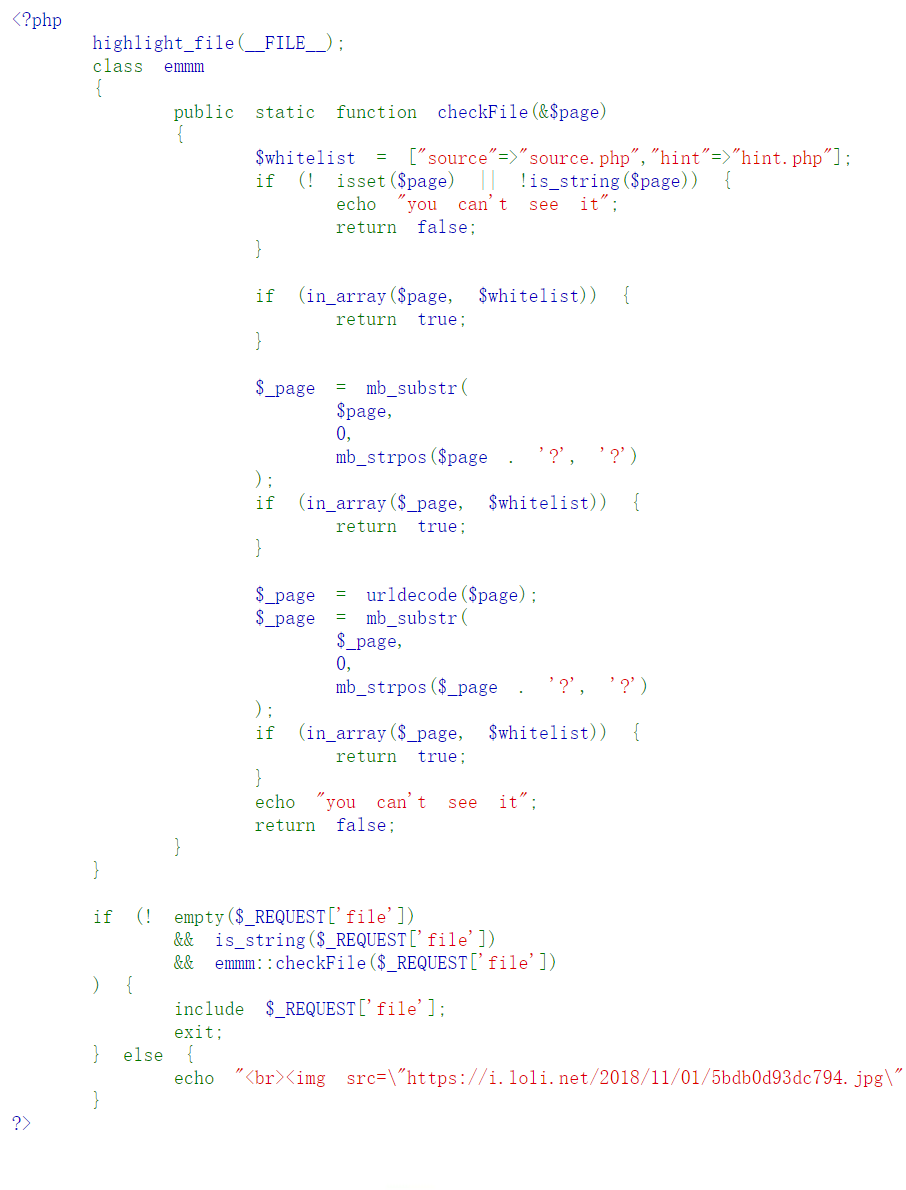 <?php
highlight_file(__FILE__);
class emmm
{
public static function checkFile(&$page)
{
$whitelist = ["source"=>"source.php","hint"=>"hint.php"];
if (! isset($page) || !is_string($page)) {
echo "you can't see it";
return false;
}
if (in_array($page, $whitelist)) {
return true;
}
$_page = mb_substr(
$page,
0,
mb_strpos($page . '?', '?')
);
if (in_array($_page, $whitelist)) {
return true;
}
$_page = urldecode($page);
$_page = mb_substr(
$_page,
0,
mb_strpos($_page . '?', '?')
);
if (in_array($_page, $whitelist)) {
return true;
}
echo "you can't see it";
return false;
}
}
if (! empty($_REQUEST['file'])
&& is_string($_REQUEST['file'])
&& emmm::checkFile($_REQUEST['file'])
) {
include $_REQUEST['file'];
exit;
} else {
echo "<br><img src=\"https://i.loli.net/2018/11/01/5bdb0d93dc794.jpg\"
}
?>